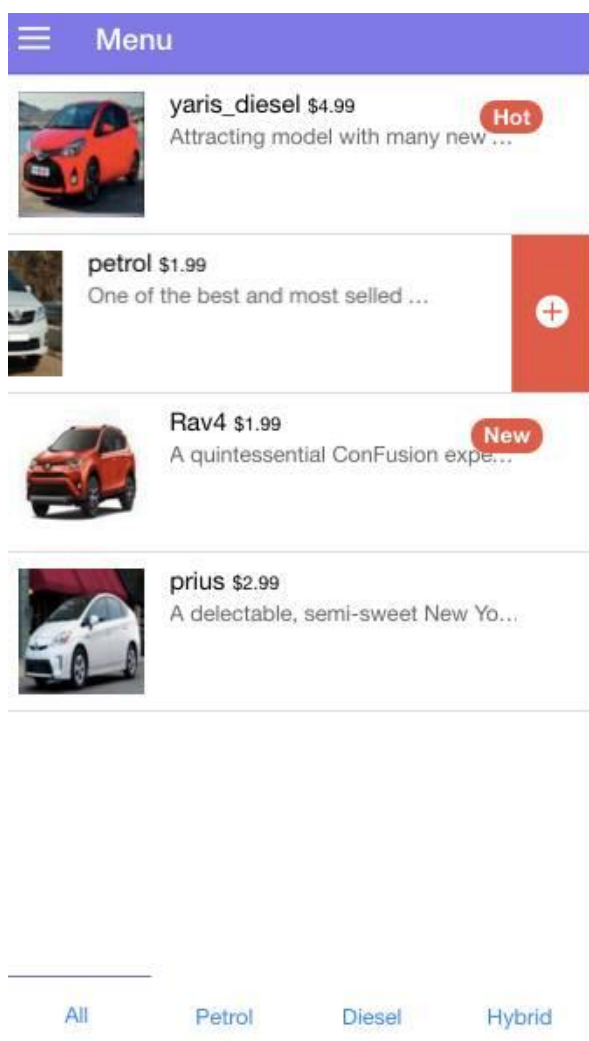 Menu
yaris_diesel $4.99
Hot
Attracting model with many new ...
petrol $1.99
One of the best and most selled ...
Rav4 $1.99
New
A quintessential ConFusion expe...
prius $2.99
A delectable, semi-sweet New Yo...
All Petrol Diesel Hybrid